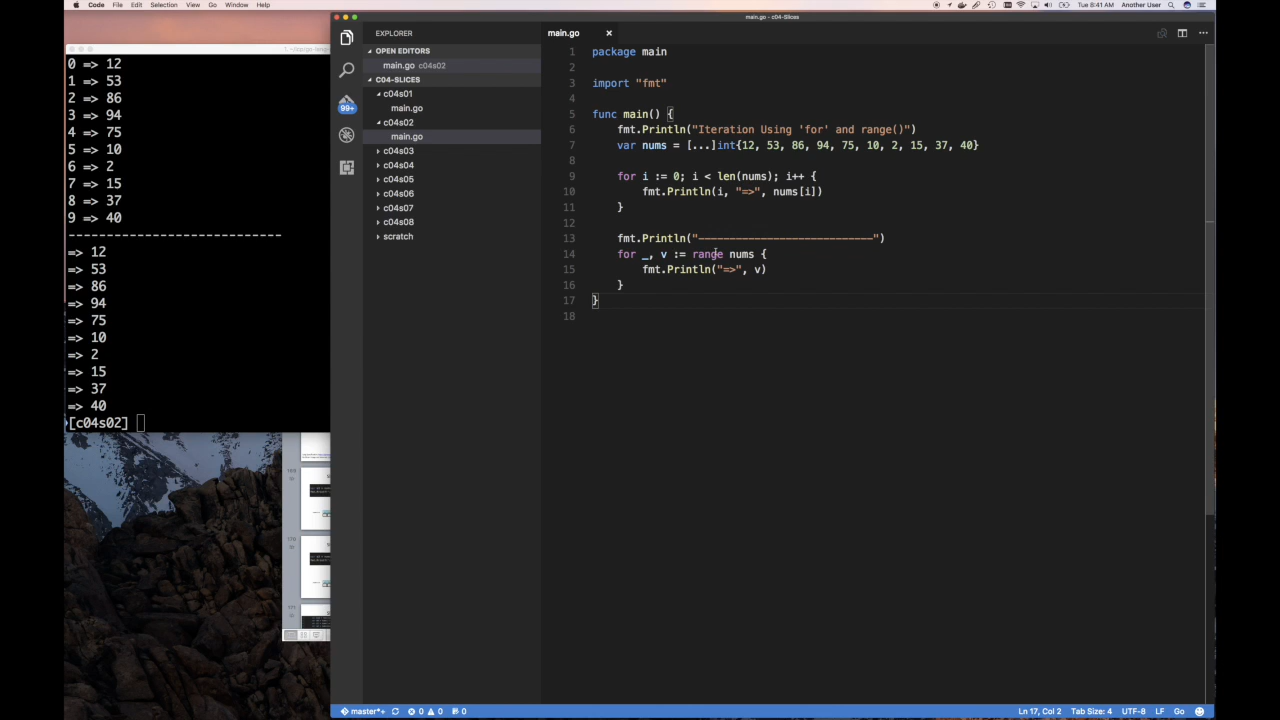 Code File Edit Selection View Go Window Help
Tue 8:41 AM Another User
main.go - c04-Slices
0 => 12
1 => 53
2 => 86
3 => 94
4 => 75
5 => 10
6 => 2
7 => 15
8 => 37
9 => 40
----------------------------
=> 12
=> 53
=> 86
=> 94
=> 75
=> 10
=> 2
=> 15
=> 37
=> 40
[c04s02]
169
170
171
EXPLORER
OPEN EDITORS
main.go c04s02
C04-SLICES
c04s01
main.go
c04s02
main.go
c04s03
c04s04
c04s05
c04s06
c04s07
c04s08
scratch
99+
main.go
1 package main
2
3 import "fmt"
4
5 func main() {
6 fmt.Println("Iteration Using 'for' and range()")
7 var nums = [...]int{12, 53, 86, 94, 75, 10, 2, 15, 37, 40}
8
9 for i := 0; i < len(nums); i++ {
10 fmt.Println(i, "=>", nums[i])
11 }
12
13 fmt.Println("----------------------------")
14 for _, v := range nums {
15 fmt.Println("=>", v)
16 }
17 }
18
master*+ 0 0 0
Ln 17, Col 2 Tab Size: 4 UTF-8 LF Go